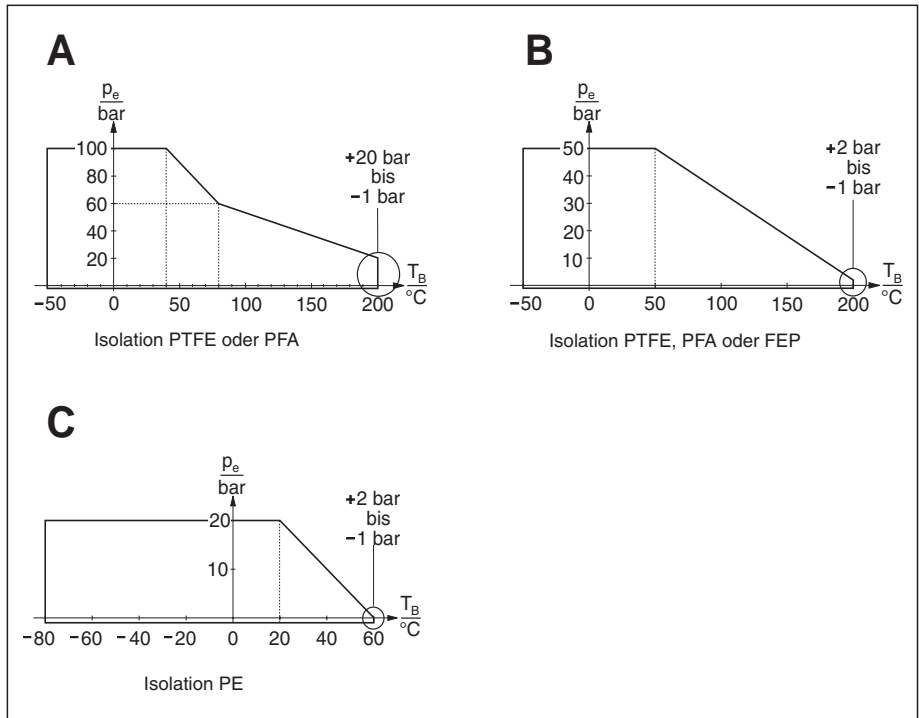 A
p_e
bar
100
80
60
40
20
−50
0
50
100
150
200
+20 bar
bis
−1 bar
T_B
°C
Isolation PTFE oder PFA
B
p_e
bar
50
40
30
20
10
−50
0
50
100
150
200
+2 bar
bis
−1 bar
T_B
°C
Isolation PTFE, PFA oder FEP
C
p_e
bar
20
10
−80
−60
−40
−20
0
20
40
60
+2 bar
bis
−1 bar
T_B
°C
Isolation PE